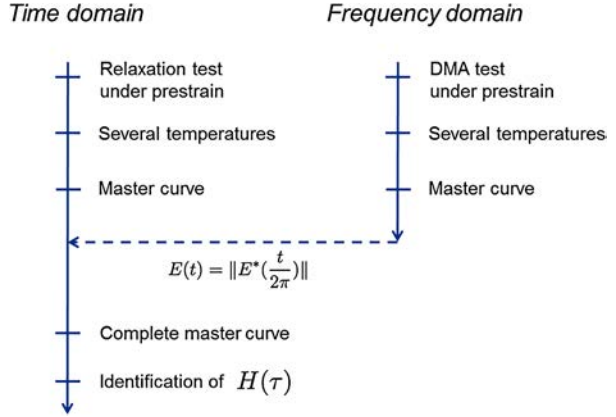 Time domain
Relaxation test
under prestrain
Several temperatures
Master curve
Frequency domain
DMA test
under prestrain
Several temperatures
Master curve
E(t) = ‖E*(t/2π)‖
Complete master curve
Identification of H(τ)